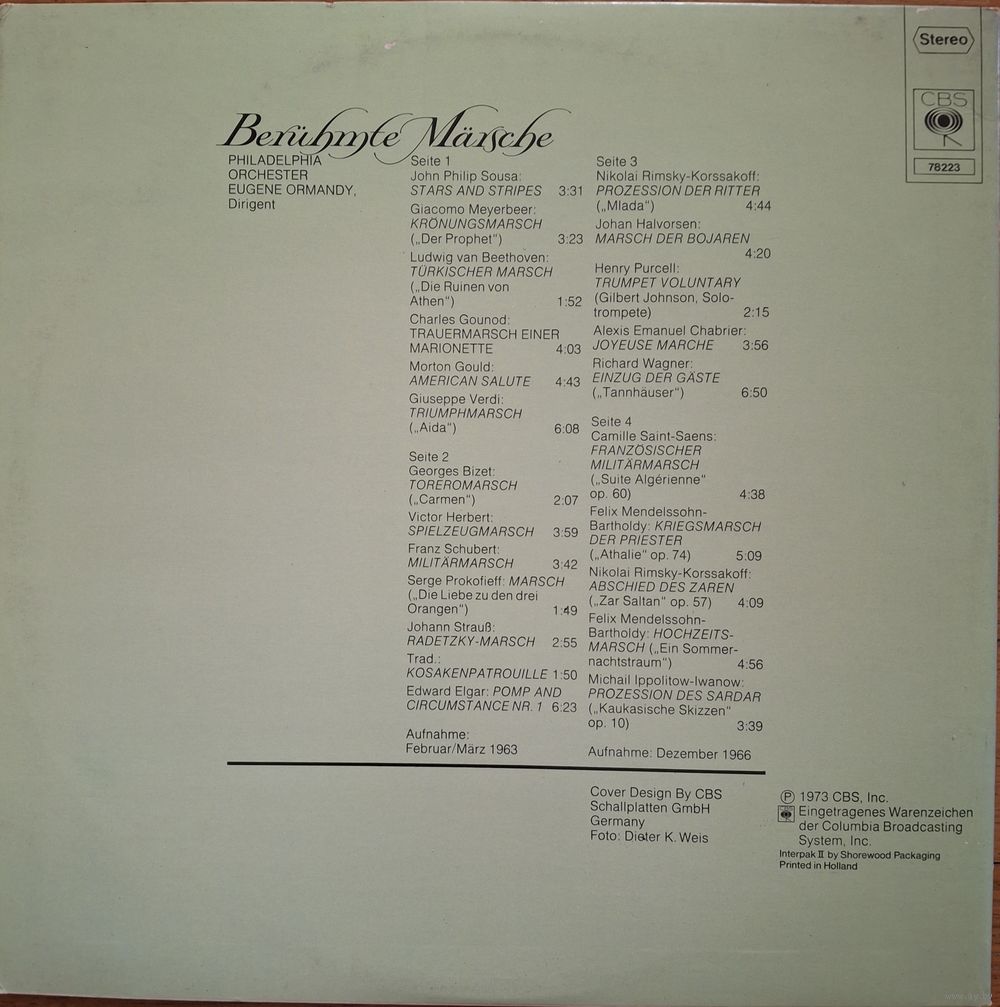 Stereo
CBS
78223
Berühmte Märsche
PHILADELPHIA
ORCHESTER
EUGENE ORMANDY,
Dirigent
Seite 1
John Philip Sousa:
STARS AND STRIPES 3:31
Giacomo Meyerbeer:
KRÖNUNGSMARSCH
(„Der Prophet“) 3:23
Ludwig van Beethoven:
TÜRKISCHER MARSCH
(„Die Ruinen von
Athen“) 1:52
Charles Gounod:
TRAUERMARSCH EINER
MARIONETTE 4:03
Morton Gould:
AMERICAN SALUTE 4:43
Giuseppe Verdi:
TRIUMPHMARSCH
(„Aida“) 6:08
Seite 2
Georges Bizet:
TOREROMARSCH
(„Carmen“) 2:07
Victor Herbert:
SPIELZEUGMARSCH 3:59
Franz Schubert:
MILITÄRMARSCH 3:42
Serge Prokofieff: MARSCH
(„Die Liebe zu den drei
Orangen“) 1:49
Johann Strauß:
RADETZKY-MARSCH 2:55
Trad.:
KOSAKENPATROUILLE 1:50
Edward Elgar: POMP AND
CIRCUMSTANCE NR. 1 6:23
Aufnahme:
Februar/März 1963
Seite 3
Nikolai Rimsky-Korssakoff:
PROZESSION DER RITTER
(„Mlada“) 4:44
Johan Halvorsen:
MARSCH DER BOJAREN
4:20
Henry Purcell:
TRUMPET VOLUNTARY
(Gilbert Johnson, Solo-
trompete) 2:15
Alexis Emanuel Chabrier:
JOYEUSE MARCHE 3:56
Richard Wagner:
EINZUG DER GÄSTE
(„Tannhäuser“) 6:50
Seite 4
Camille Saint-Saens:
FRANZÖSISCHER
MILITÄRMARSCH
(„Suite Algérienne“
op. 60) 4:38
Felix Mendelssohn-
Bartholdy: KRIEGSMARSCH
DER PRIESTER
(„Athalie“ op. 74) 5:09
Nikolai Rimsky-Korssakoff:
ABSCHIED DES ZAREN
(„Zar Saltan“ op. 57) 4:09
Felix Mendelssohn-
Bartholdy: HOCHZEITS-
MARSCH („Ein Sommer-
nachtstraum“) 4:56
Michail Ippolitow-Iwanow:
PROZESSION DES SARDAR
(„Kaukasische Skizzen“
op. 10) 3:39
Aufnahme: Dezember 1966
Cover Design By CBS
Schallplatten GmbH
Germany
Foto: Dieter K. Weis
Ⓟ 1973 CBS, Inc.
Eingetragenes Warenzeichen
der Columbia Broadcasting
System, Inc.
Interpak II by Shorewood Packaging
Printed in Holland